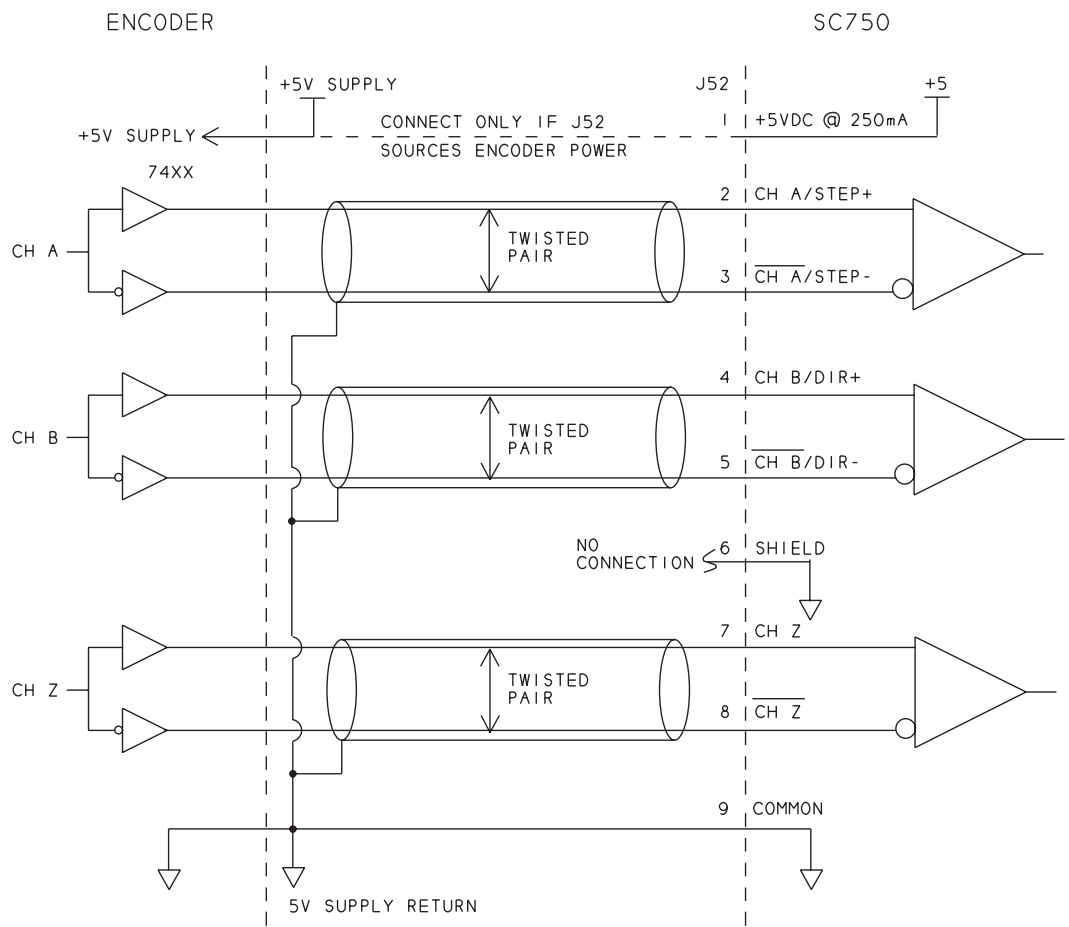 ENCODER
SC750
+5V SUPPLY
J52
+5
+5V SUPPLY
CONNECT ONLY IF J52
SOURCES ENCODER POWER
1
+5VDC @ 250mA
74XX
2
CH A/STEP+
CH A
TWISTED
PAIR
3
CH A/STEP-
4
CH B/DIR+
CH B
TWISTED
PAIR
5
CH B/DIR-
NO
CONNECTION
6
SHIELD
7
CH Z
CH Z
TWISTED
PAIR
8
CH Z
9
COMMON
5V SUPPLY RETURN